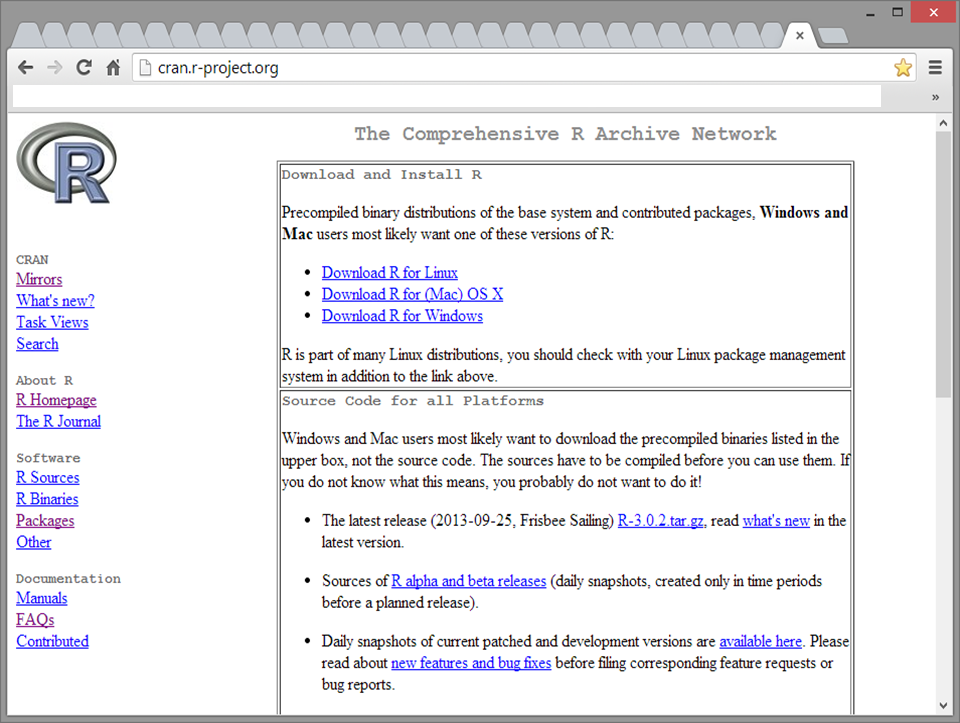 cran.r-project.org
»
R
The Comprehensive R Archive Network
CRAN
Mirrors
What's new?
Task Views
Search
About R
R Homepage
The R Journal
Software
R Sources
R Binaries
Packages
Other
Documentation
Manuals
FAQs
Contributed
Download and Install R
Precompiled binary distributions of the base system and contributed packages, Windows and
Mac users most likely want one of these versions of R:
• Download R for Linux
• Download R for (Mac) OS X
• Download R for Windows
R is part of many Linux distributions, you should check with your Linux package management
system in addition to the link above.
Source Code for all Platforms
Windows and Mac users most likely want to download the precompiled binaries listed in the
upper box, not the source code. The sources have to be compiled before you can use them. If
you do not know what this means, you probably do not want to do it!
• The latest release (2013-09-25, Frisbee Sailing) R-3.0.2.tar.gz, read what's new in the
latest version.
• Sources of R alpha and beta releases (daily snapshots, created only in time periods
before a planned release).
• Daily snapshots of current patched and development versions are available here. Please
read about new features and bug fixes before filing corresponding feature requests or
bug reports.